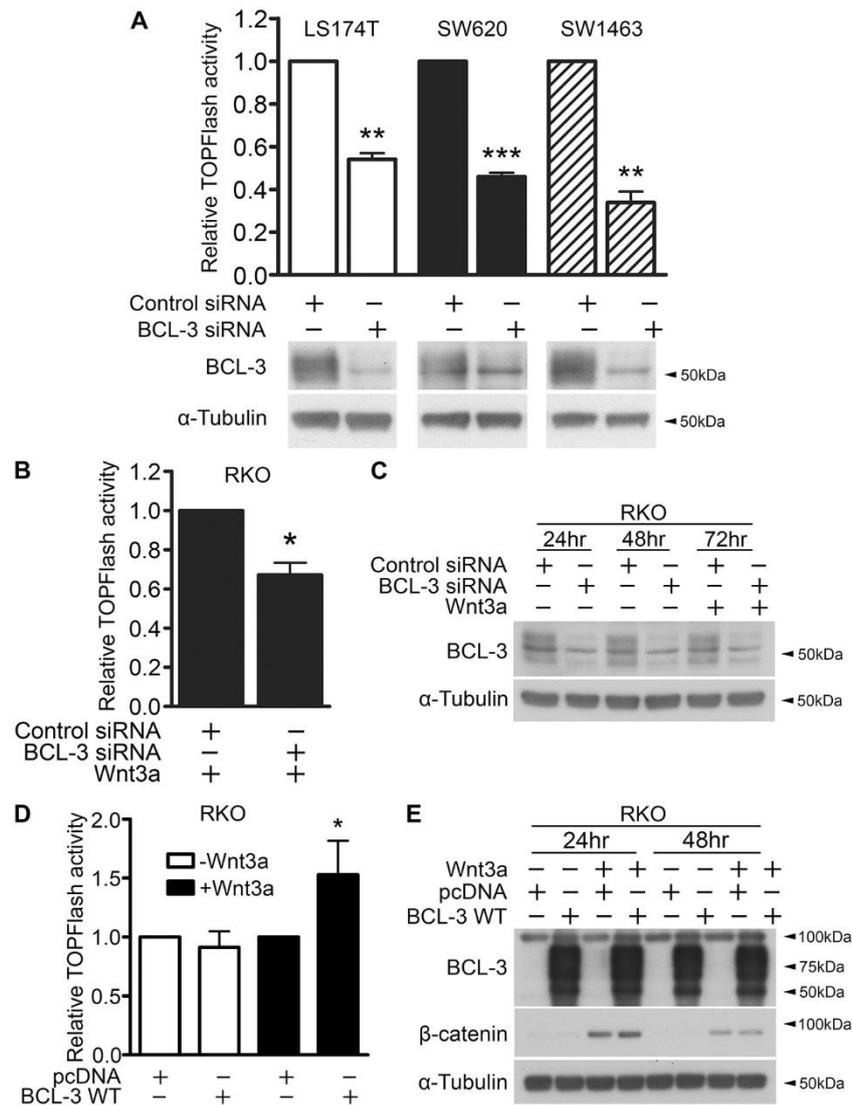 A
LS174T SW620 SW1463
Relative TOPFlash activity
1.2
1.0
0.8
0.6
0.4
0.2
0.0
** *** **
Control siRNA + − + − + −
BCL-3 siRNA − + − + − +
BCL-3 ◄50kDa
α-Tubulin ◄50kDa
B
RKO
Relative TOPFlash activity
1.2
1.0
0.8
0.6
0.4
0.2
0.0
*
Control siRNA + −
BCL-3 siRNA − +
Wnt3a + +
C
RKO
24hr 48hr 72hr
Control siRNA + − + − + −
BCL-3 siRNA − + − + − +
Wnt3a − − − − + +
BCL-3 ◄50kDa
α-Tubulin ◄50kDa
D
RKO
Relative TOPFlash activity
2.0
1.5
1.0
0.5
0.0
-Wnt3a
+Wnt3a
*
pcDNA + − + −
BCL-3 WT − + − +
E
RKO
24hr 48hr
Wnt3a − − + + − − + +
pcDNA + − + − + − + −
BCL-3 WT − + − + − + − +
BCL-3 ◄100kDa
◄75kDa
◄50kDa
β-catenin ◄100kDa
α-Tubulin ◄50kDa